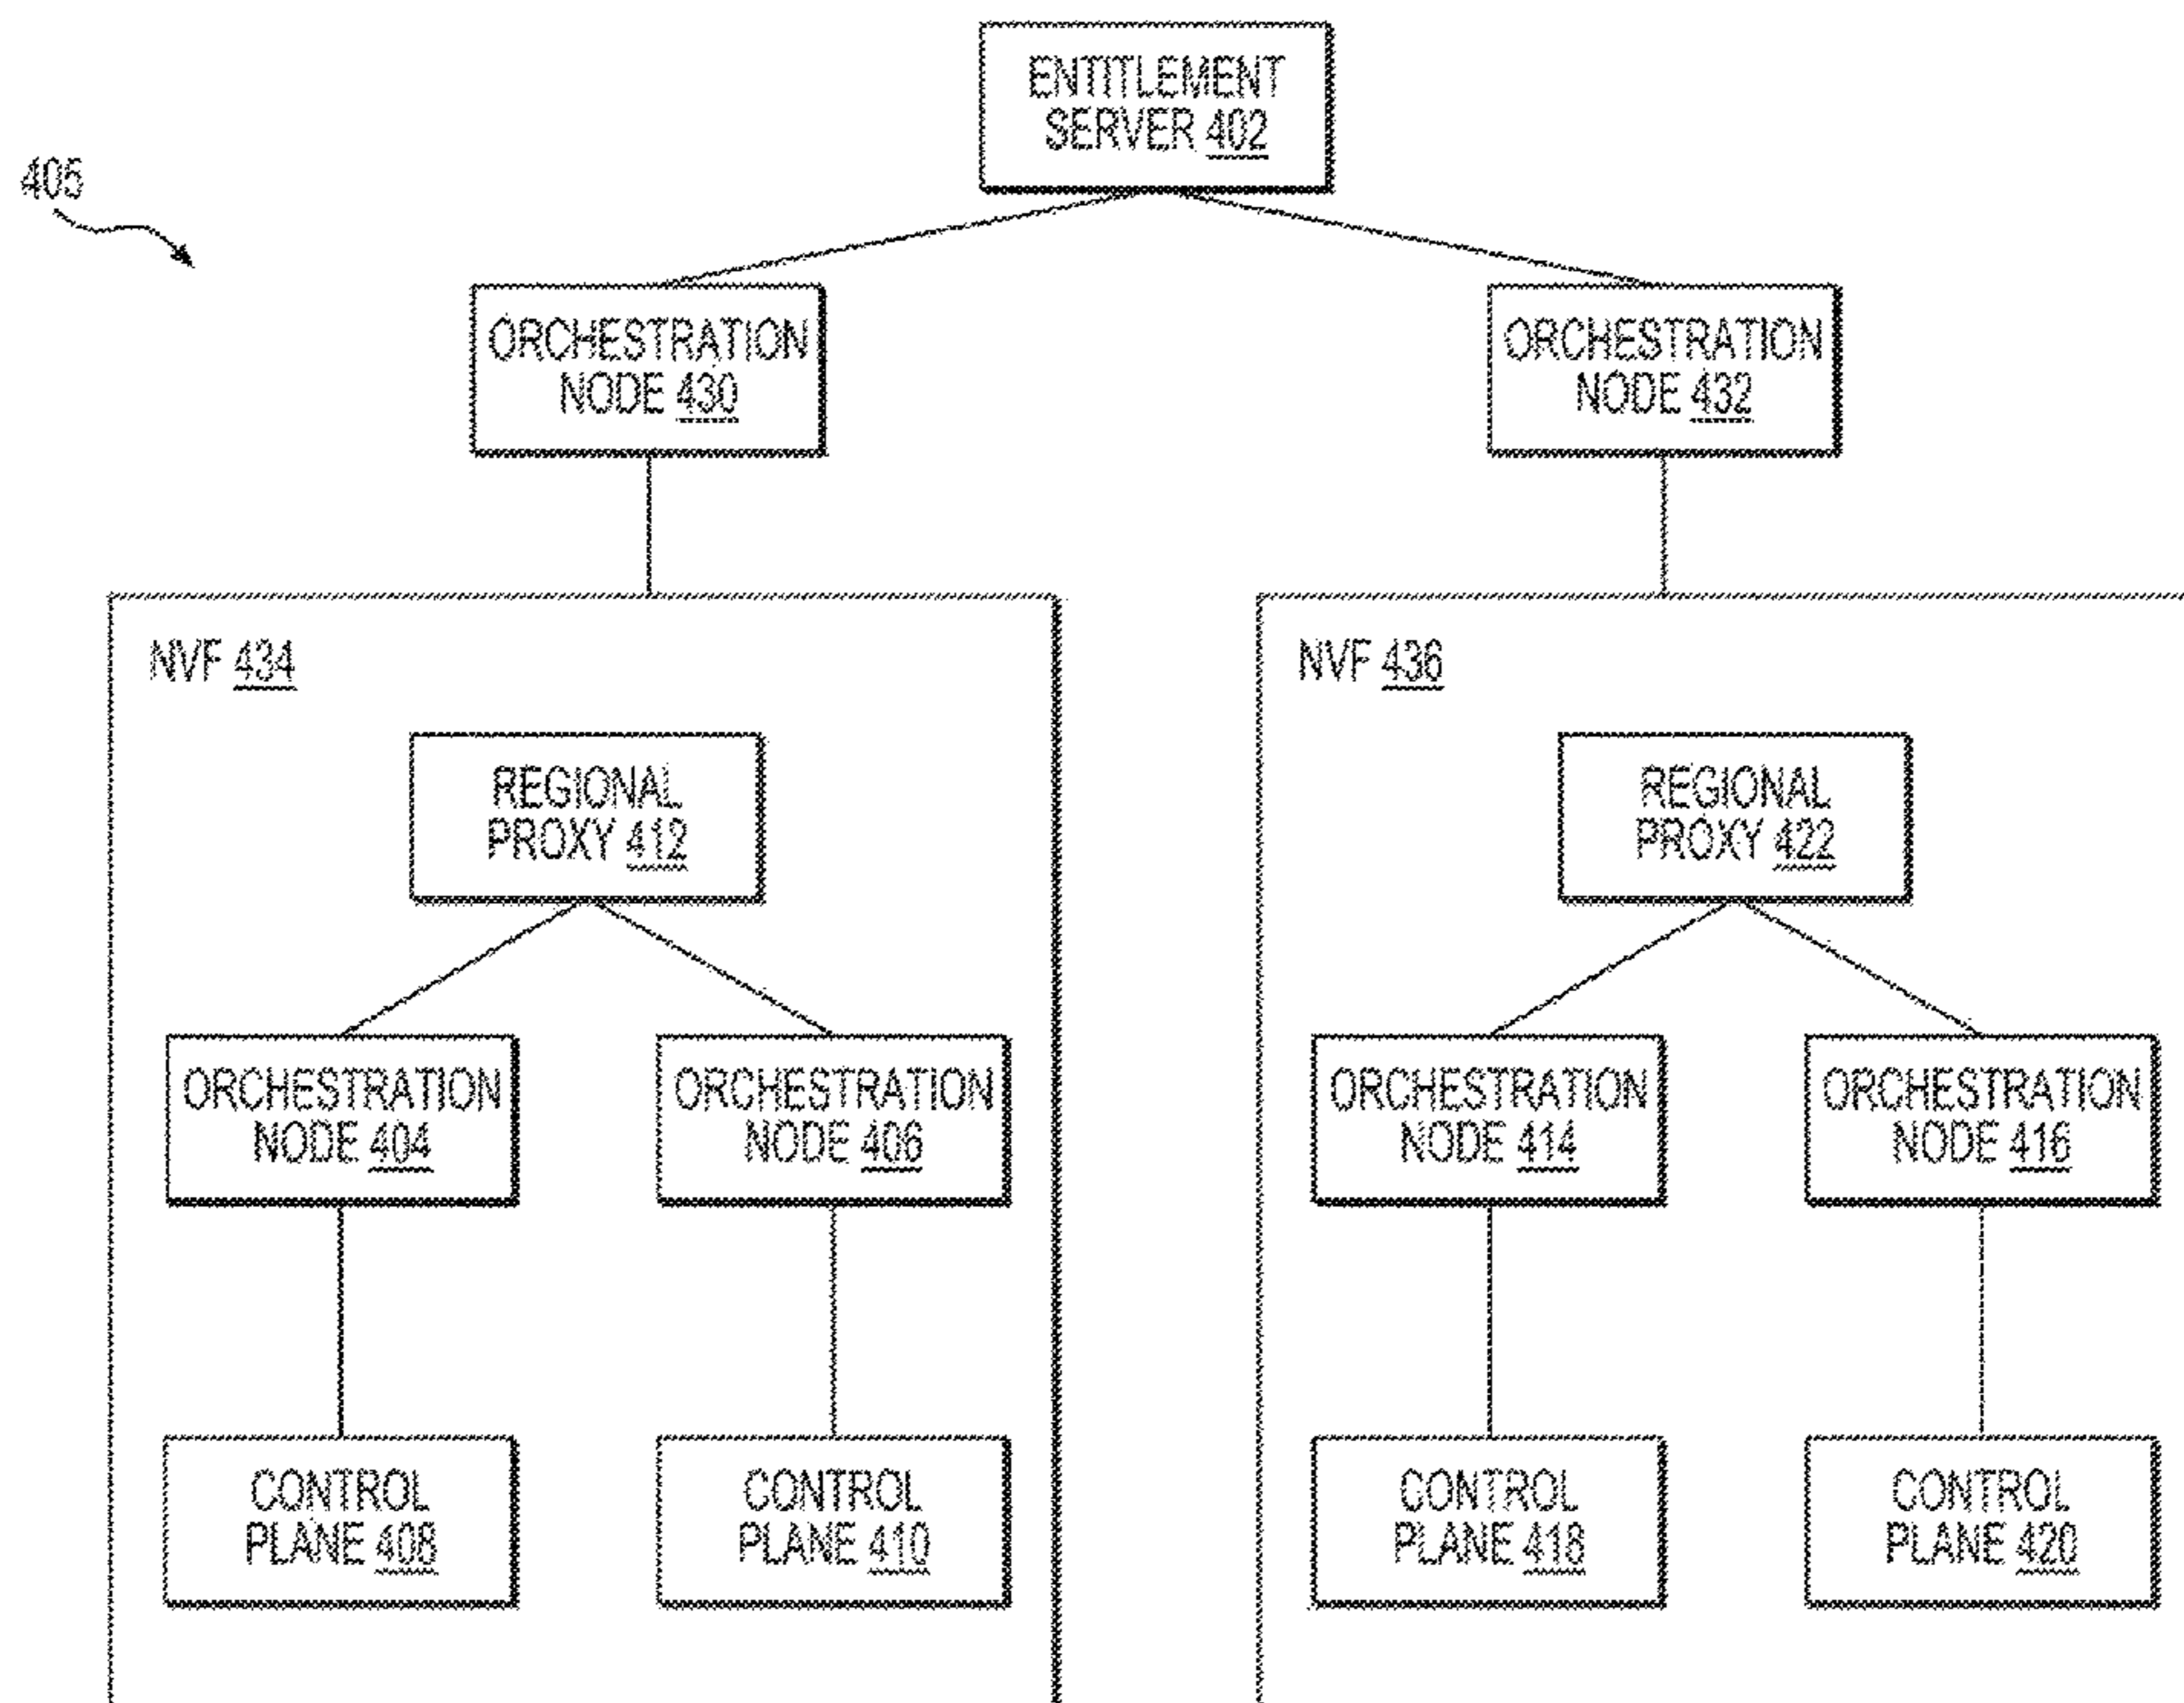 ENTITLEMENT
SERVER 402
405
ORCHESTRATION
NODE 430
ORCHESTRATION
NODE 432
NVF 434
NVF 436
REGIONAL
PROXY 412
REGIONAL
PROXY 422
ORCHESTRATION
NODE 404
ORCHESTRATION
NODE 406
ORCHESTRATION
NODE 414
ORCHESTRATION
NODE 416
CONTROL
PLANE 408
CONTROL
PLANE 410
CONTROL
PLANE 418
CONTROL
PLANE 420